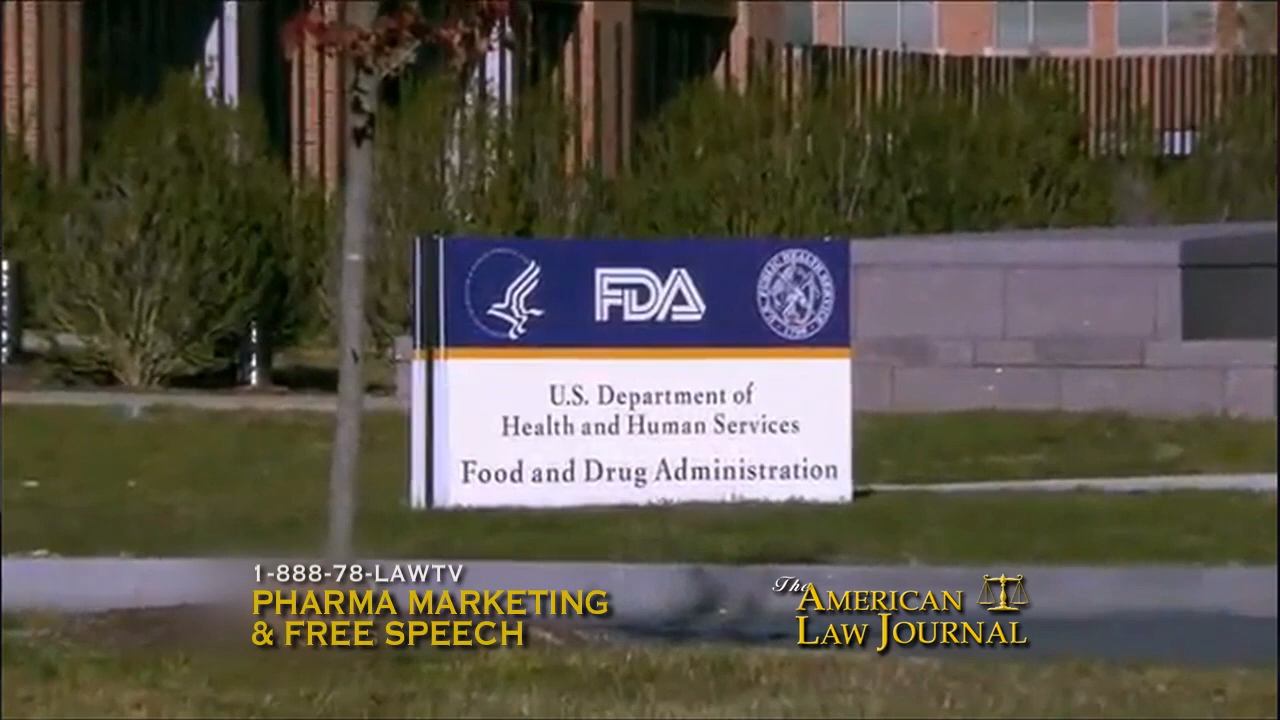 FDA
U.S. Department of
Health and Human Services
Food and Drug Administration
1-888-78-LAWTV
PHARMA MARKETING
& FREE SPEECH
The
AMERICAN
LAW JOURNAL